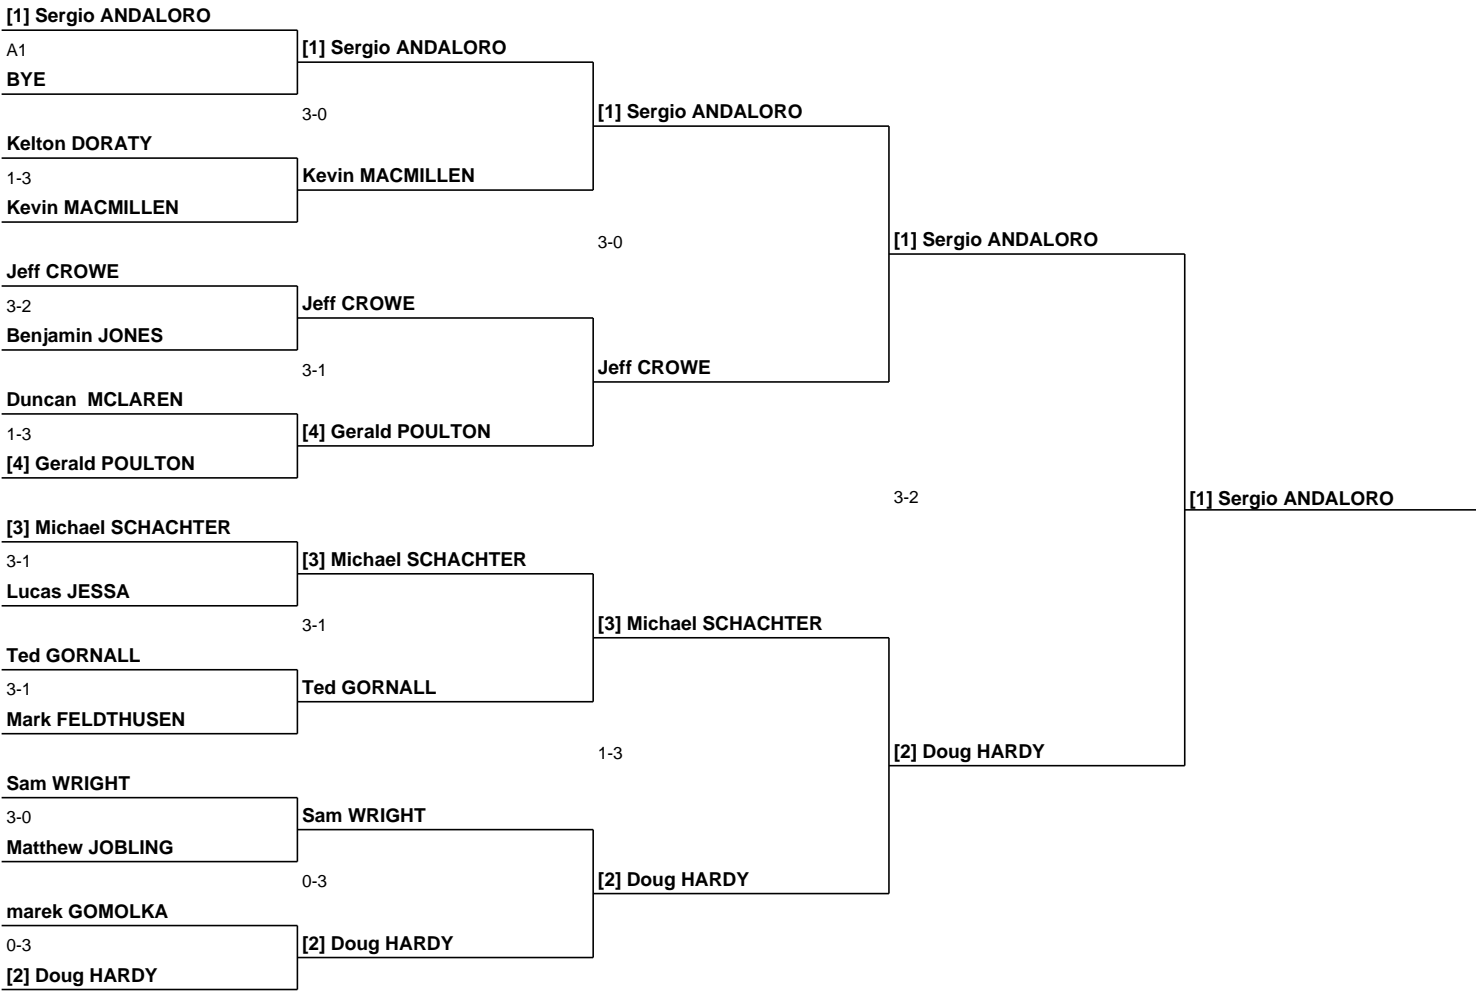 [1] Sergio ANDALORO
A1
BYE
[1] Sergio ANDALORO
3-0
Kelton DORATY
1-3
Kevin MACMILLEN
Kevin MACMILLEN
[1] Sergio ANDALORO
3-0
Jeff CROWE
3-2
Benjamin JONES
Jeff CROWE
3-1
Duncan  MCLAREN
1-3
[4] Gerald POULTON
[4] Gerald POULTON
Jeff CROWE
[1] Sergio ANDALORO
3-2
[1] Sergio ANDALORO
[3] Michael SCHACHTER
3-1
Lucas JESSA
[3] Michael SCHACHTER
3-1
Ted GORNALL
3-1
Mark FELDTHUSEN
Ted GORNALL
[3] Michael SCHACHTER
1-3
[2] Doug HARDY
Sam WRIGHT
3-0
Matthew JOBLING
Sam WRIGHT
0-3
marek GOMOLKA
0-3
[2] Doug HARDY
[2] Doug HARDY
[2] Doug HARDY